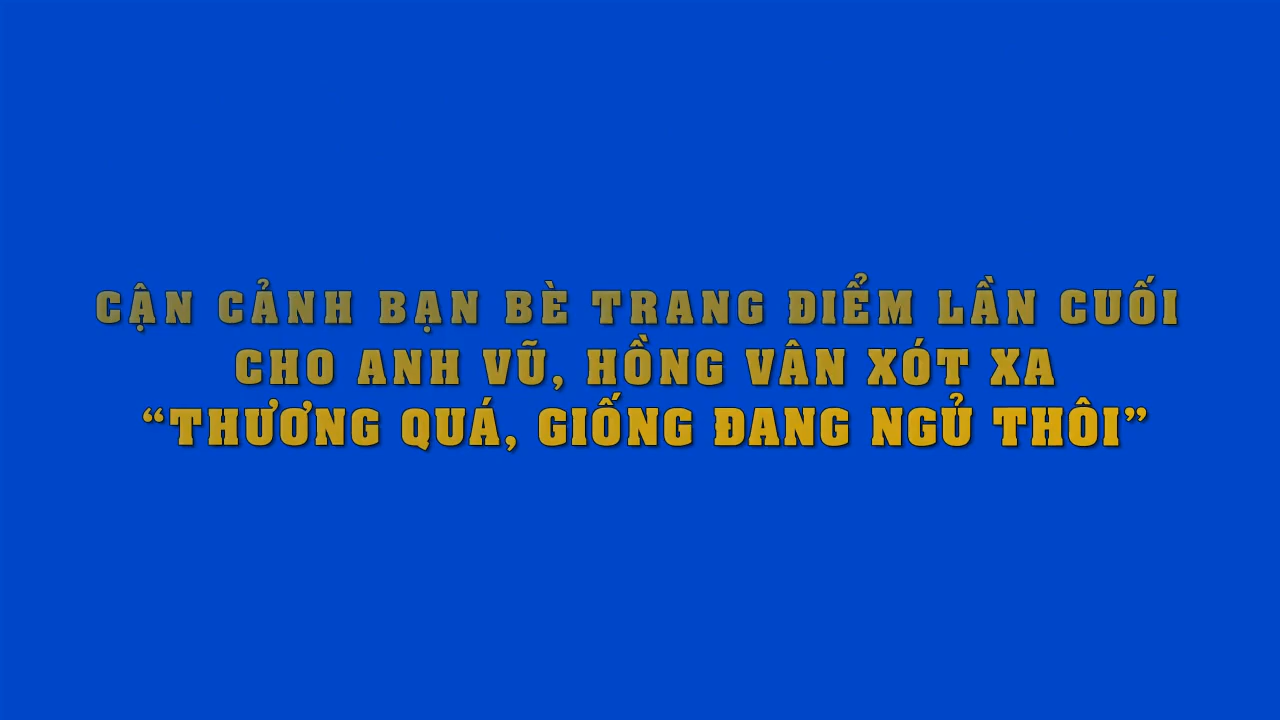 CẬN CẢNH BẠN BÈ TRANG ĐIỂM LẦN CUỐI
CHO ANH VŨ, HỒNG VÂN XÓT XA
“THƯƠNG QUÁ, GIỐNG ĐANG NGỦ THÔI”